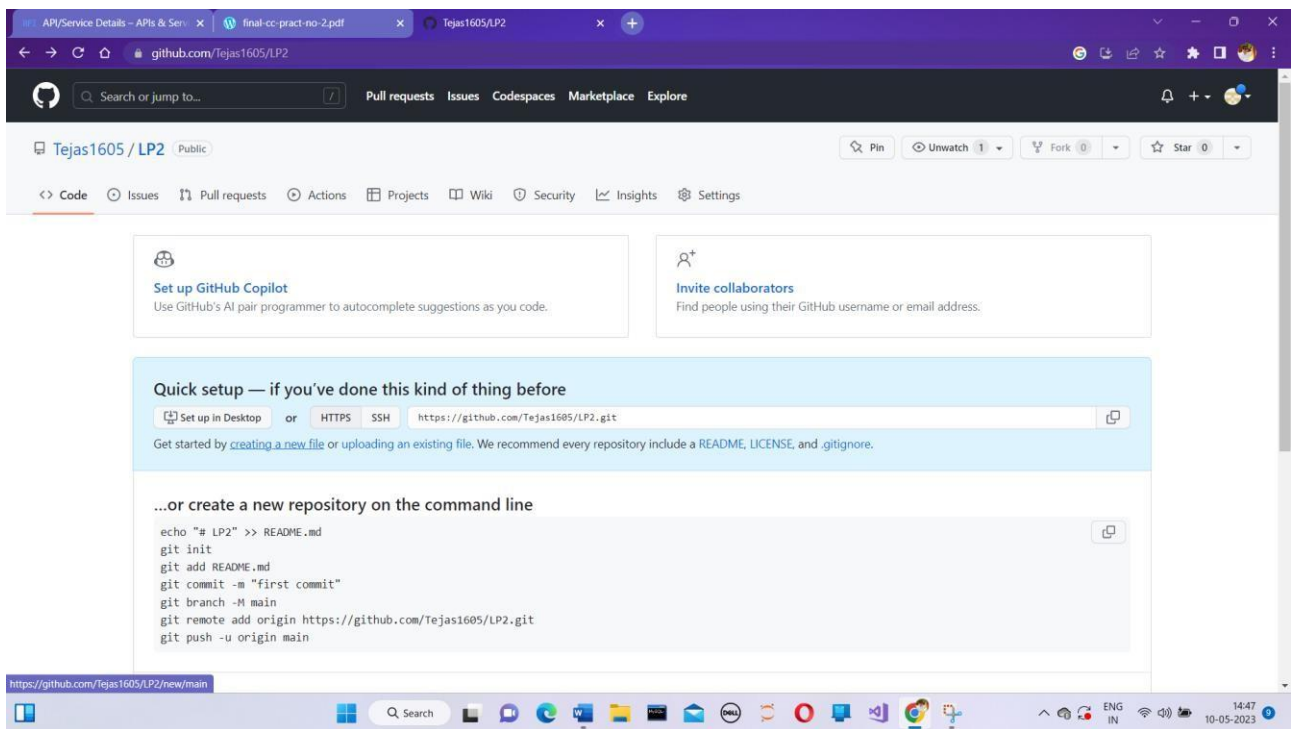 API/Service Details – APIs & Serv
final-cc-pract-no-2.pdf
Tejas1605/LP2
github.com/Tejas1605/LP2
Search or jump to...
/
Pull requests Issues Codespaces Marketplace Explore
Tejas1605 / LP2 Public
Pin
Unwatch 1
Fork 0
Star 0
<> Code
Issues
Pull requests
Actions
Projects
Wiki
Security
Insights
Settings
Set up GitHub Copilot
Use GitHub's AI pair programmer to autocomplete suggestions as you code.
Invite collaborators
Find people using their GitHub username or email address.
Quick setup — if you've done this kind of thing before
Set up in Desktop or HTTPS SSH https://github.com/Tejas1605/LP2.git
Get started by creating a new file or uploading an existing file. We recommend every repository include a README, LICENSE, and .gitignore.
...or create a new repository on the command line
echo "# LP2" >> README.md
git init
git add README.md
git commit -m "first commit"
git branch -M main
git remote add origin https://github.com/Tejas1605/LP2.git
git push -u origin main
https://github.com/Tejas1605/LP2/new/main
Search
DELL
ENG
IN
14:47
10-05-2023
9